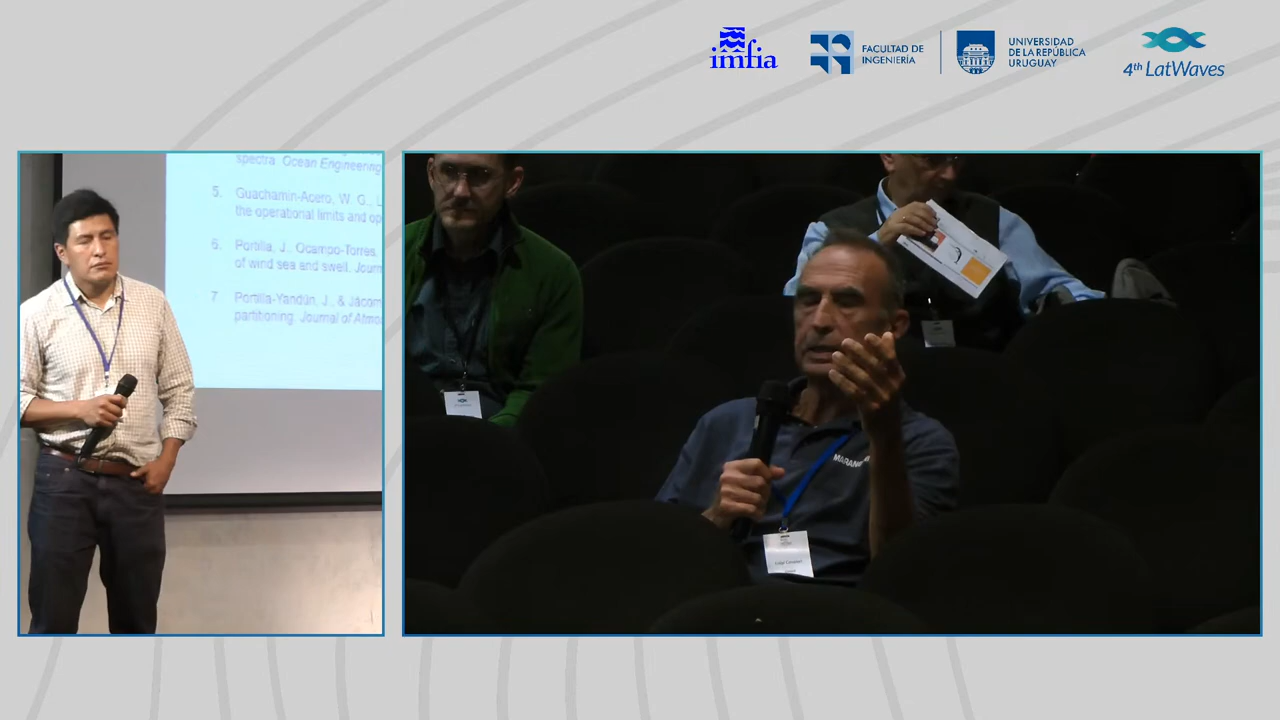 imfia
FACULTAD DE
INGENIERÍA
UNIVERSIDAD
DE LA REPÚBLICA
URUGUAY
4th LatWaves
spectra. Ocean Engineering
5. Guachamin-Acero, W. G., L
the operational limits and op
6. Portilla, J., Ocampo-Torres,
of wind sea and swell. Journ
7. Portilla-Yandún, J., & Jácom
partitioning. Journal of Atmo